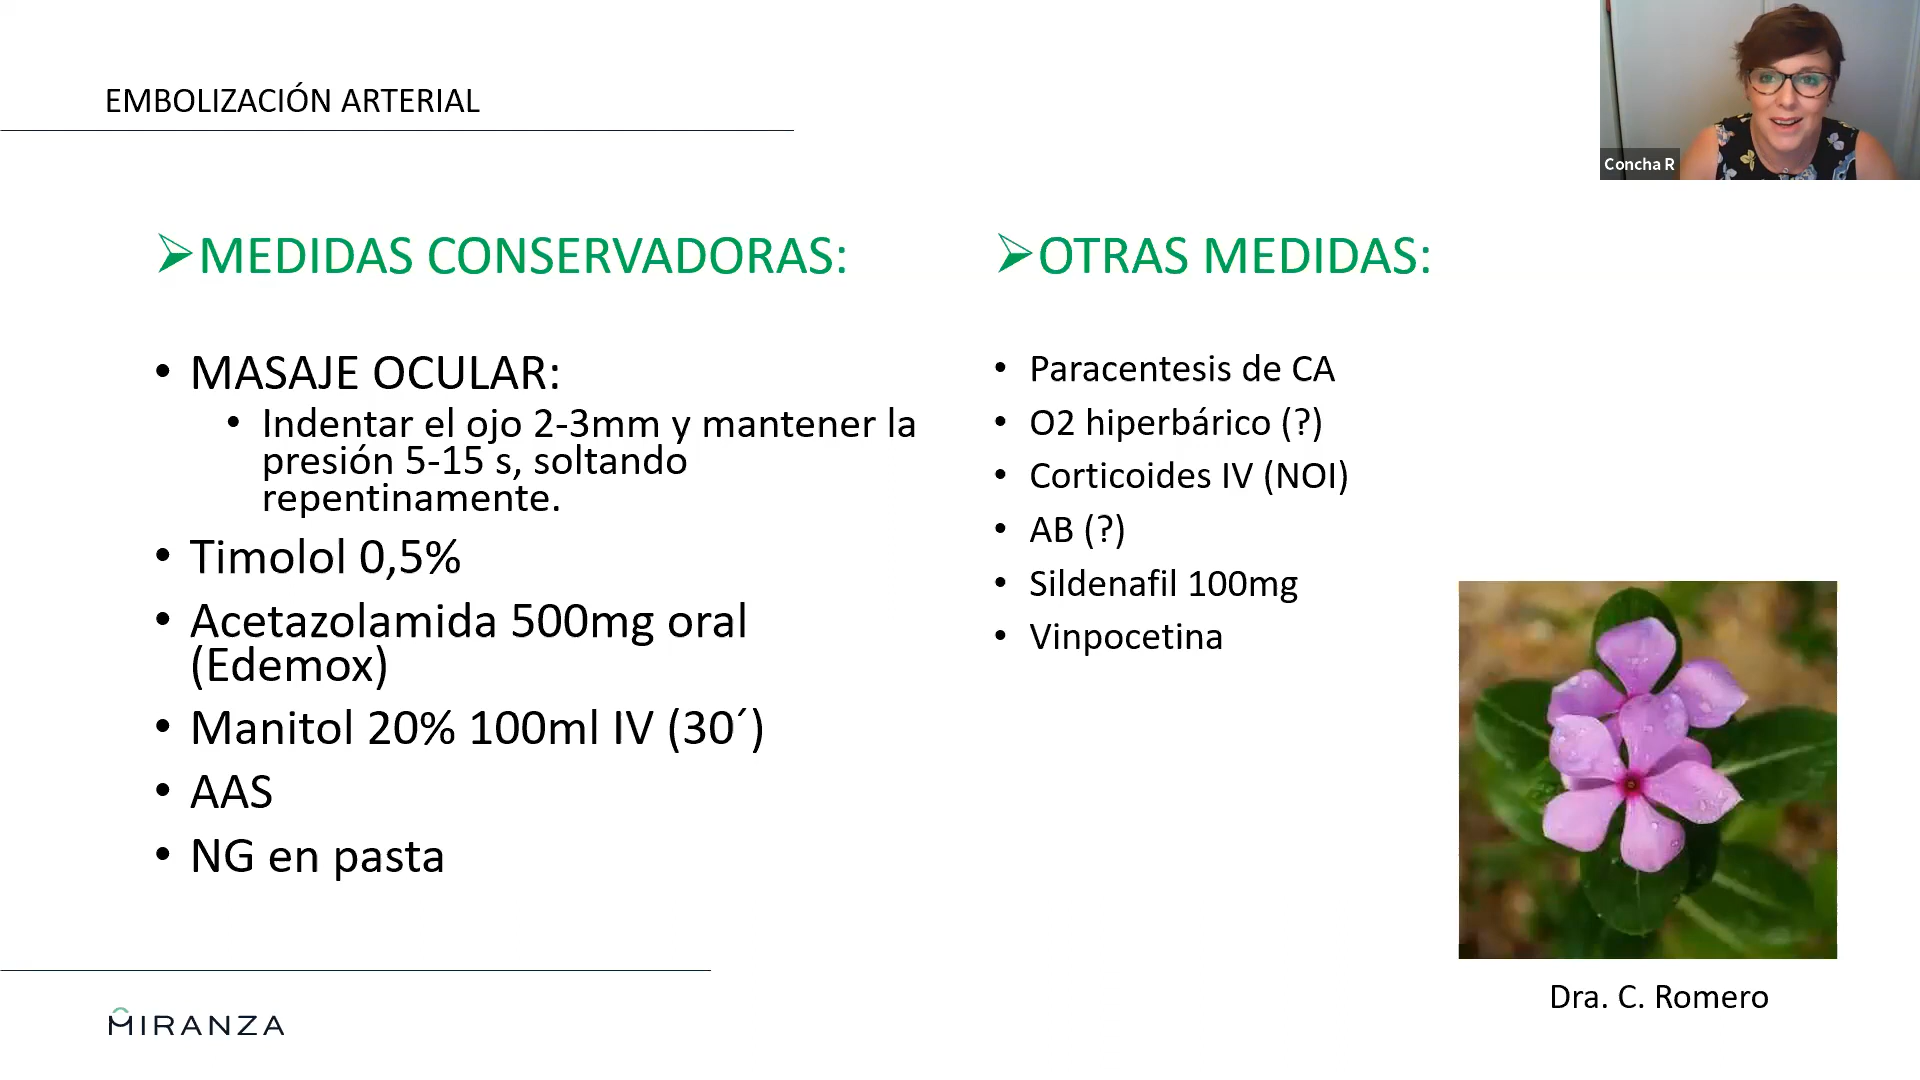 EMBOLIZACIÓN ARTERIAL
Concha R
➢MEDIDAS CONSERVADORAS:
• MASAJE OCULAR:
• Indentar el ojo 2-3mm y mantener la
presión 5-15 s, soltando
repentinamente.
• Timolol 0,5%
• Acetazolamida 500mg oral
(Edemox)
• Manitol 20% 100ml IV (30´)
• AAS
• NG en pasta
➢OTRAS MEDIDAS:
• Paracentesis de CA
• O2 hiperbárico (?)
• Corticoides IV (NOI)
• AB (?)
• Sildenafil 100mg
• Vinpocetina
Dra. C. Romero
MIRANZA